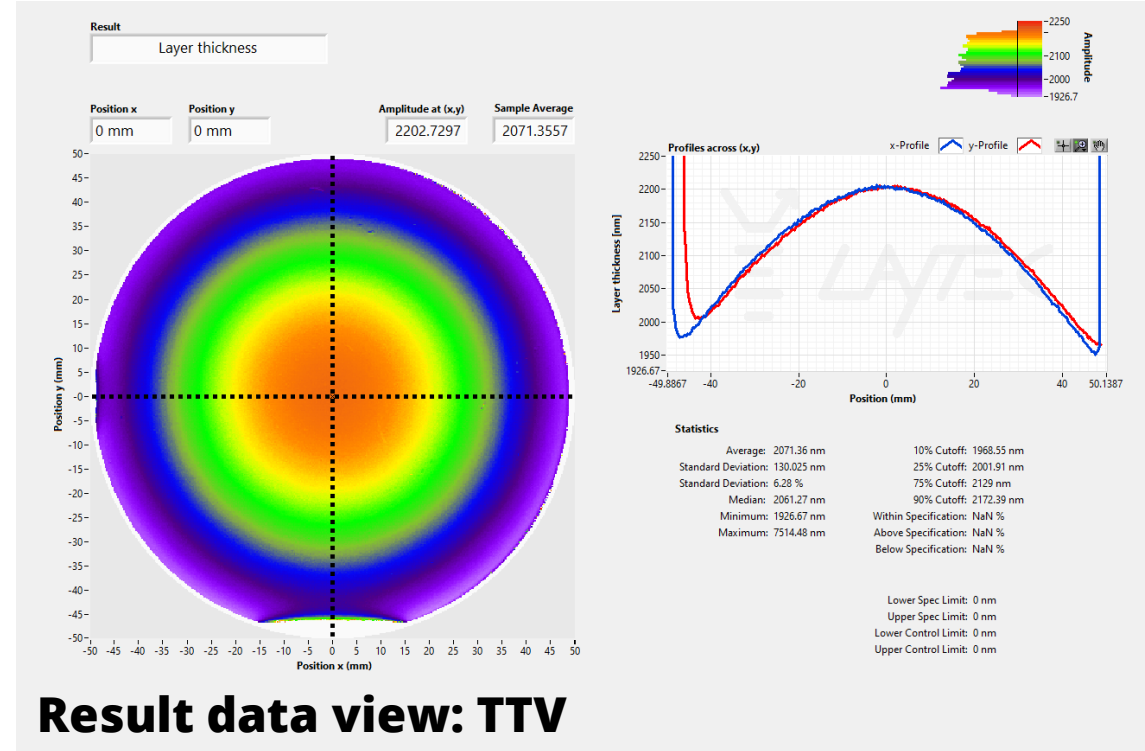 Result
Layer thickness
Position x
Position y
Amplitude at (x,y)
Sample Average
0 mm
0 mm
2202.7297
2071.3557
50-
45-
40-
35-
30-
25-
20-
15-
10-
5-
-0-
-5-
-10-
-15-
-20-
-25-
-30-
-35-
-40-
-45-
-50-
Position y (mm)
-50 -45 -40 -35 -30 -25 -20 -15 -10 -5 0 5 10 15 20 25 30 35 40 45 50
Position x (mm)
-2250
-2100
-2000
-1926.7
Amplitude
Profiles across (x,y)
x-Profile
y-Profile
2250-
2200-
2150-
2100-
2050-
2000-
1950-
1926.67-
Layer thickness [nm]
LAYTEC
-49.8867 -40 -20 0 20 40 50.1387
Position (mm)
Statistics
Average: 2071.36 nm
Standard Deviation: 130.025 nm
Standard Deviation: 6.28 %
Median: 2061.27 nm
Minimum: 1926.67 nm
Maximum: 7514.48 nm
10% Cutoff: 1968.55 nm
25% Cutoff: 2001.91 nm
75% Cutoff: 2129 nm
90% Cutoff: 2172.39 nm
Within Specification: NaN %
Above Specification: NaN %
Below Specification: NaN %
Lower Spec Limit: 0 nm
Upper Spec Limit: 0 nm
Lower Control Limit: 0 nm
Upper Control Limit: 0 nm
Result data view: TTV